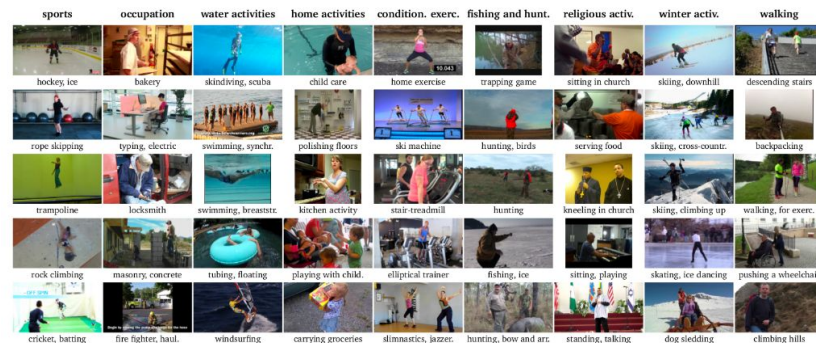 sports occupation water activities home activities condition. exerc. fishing and hunt. religious activ. winter activ. walking
10.043
hockey, ice bakery skindiving, scuba child care home exercise trapping game sitting in church skiing, downhill descending stairs
rope skipping typing, electric swimming, synchr. polishing floors ski machine hunting, birds serving food skiing, cross-countr. backpacking
trampoline locksmith swimming, breaststr. kitchen activity stair-treadmill hunting kneeling in church skiing, climbing up walking, for exerc.
rock climbing masonry, concrete tubing, floating playing with child. elliptical trainer fishing, ice sitting, playing skating, ice dancing pushing a wheelchair
cricket, batting fire fighter, haul. windsurfing carrying groceries slimnastics, jazzer. hunting, bow and arr. standing, talking dog sledding climbing hills